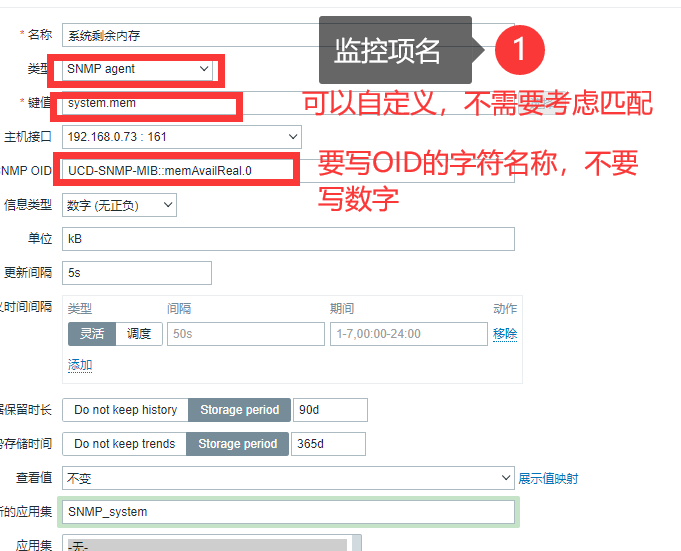 * 名称 系统剩余内存
监控项名
1
类型 SNMP agent
* 键值 system.mem
可以自定义，不需要考虑匹配
* 主机接口 192.168.0.73 : 161
NMP OID UCD-SNMP-MIB::memAvailReal.0
要写OID的字符名称，不要
写数字
信息类型 数字 (无正负)
单位 kB
更新间隔 5s
时间间隔 类型 间隔 期间 动作
灵活 调度 50s 1-7,00:00-24:00 移除
添加
保留时长 Do not keep history Storage period 90d
存储时间 Do not keep trends Storage period 365d
查看值 不变 展示值映射
的应用集 SNMP_system
应用集 -无-